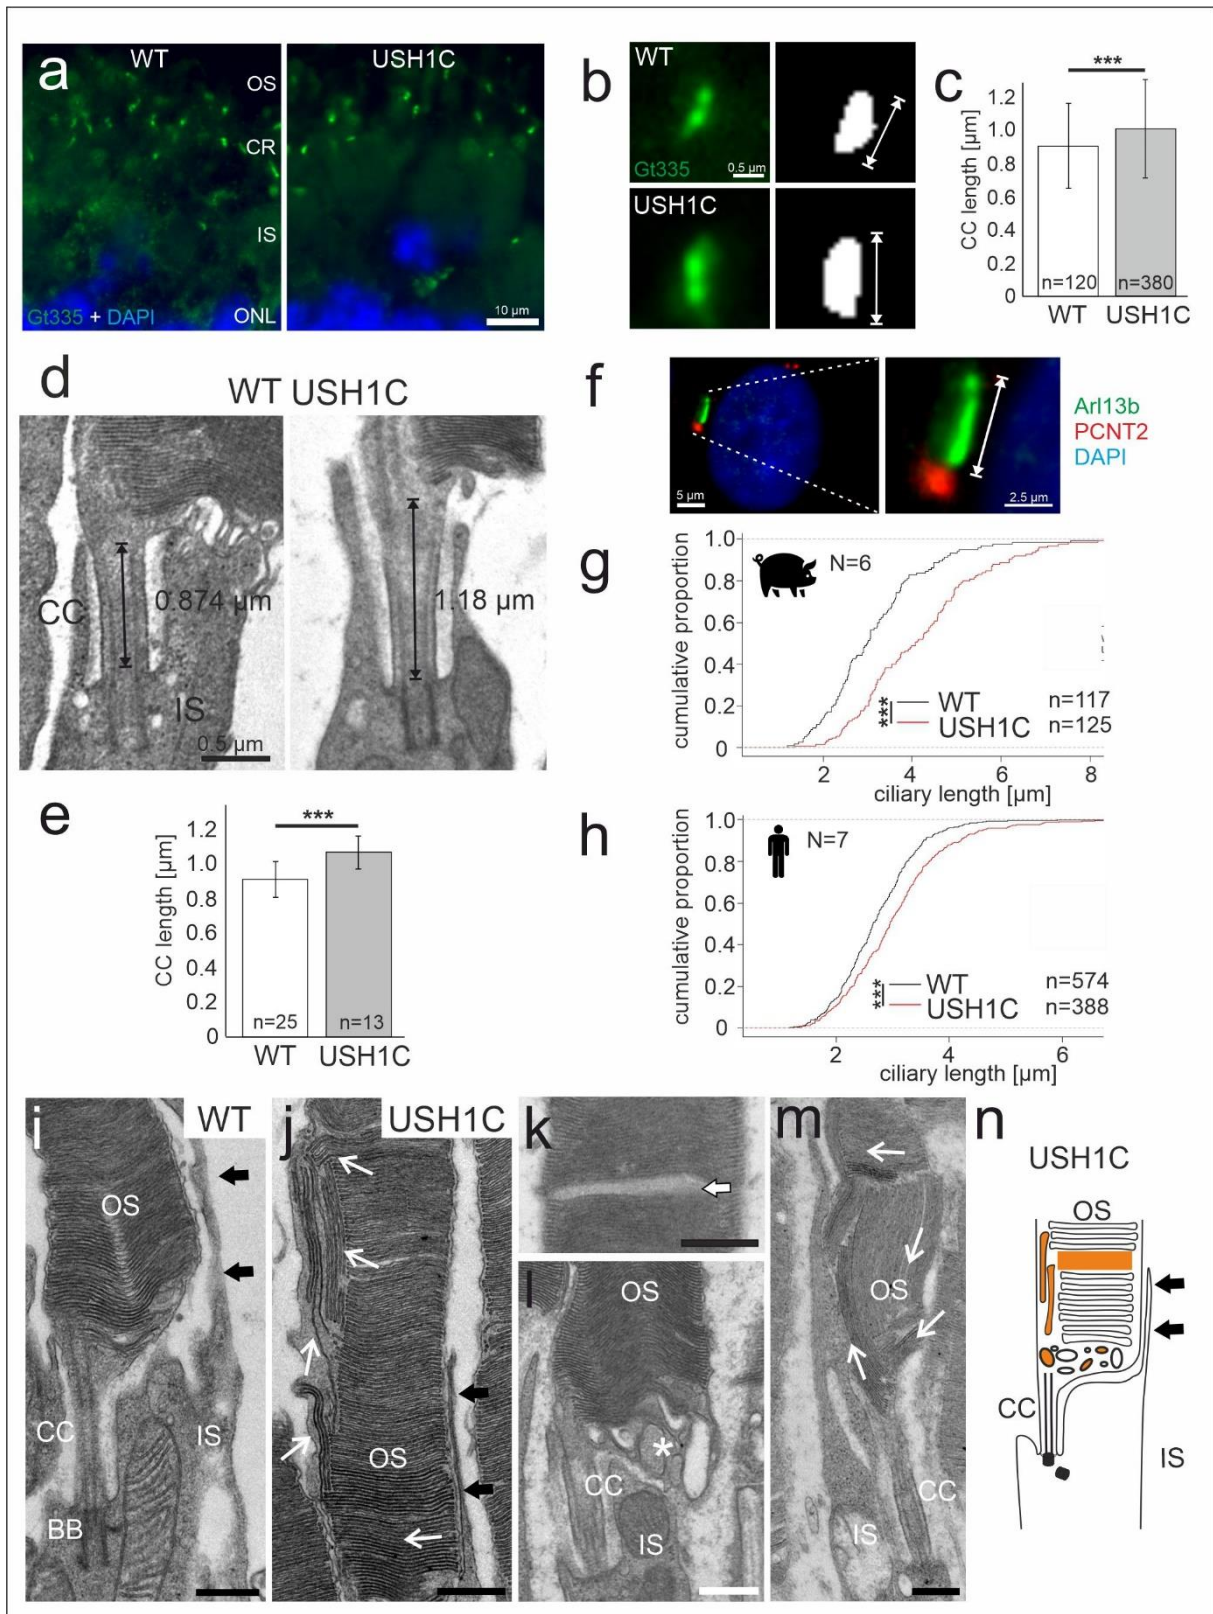 a
WT
USH1C
OS
CR
IS
ONL
Gt335 + DAPI
10 µm
b
WT
Gt335
0.5 µm
USH1C
c
***
CC length [µm]
1.2
1.0
0.8
0.6
0.4
0.2
0
n=120
n=380
WT
USH1C
d
WT USH1C
CC
0.874 µm
IS
0.5 µm
1.18 µm
e
***
CC length [µm]
1.2
1.0
0.8
0.6
0.4
0.2
0
n=25
n=13
WT
USH1C
f
5 µm
2.5 µm
Arl13b
PCNT2
DAPI
g
cumulative proportion
1.0
0.8
0.6
0.4
0.2
0
N=6
***
WT n=117
USH1C n=125
2 4 6 8
ciliary length [µm]
h
cumulative proportion
1.0
0.8
0.6
0.4
0.2
0
N=7
***
WT n=574
USH1C n=388
2 4 6
ciliary length [µm]
i
WT
OS
CC
IS
BB
j
USH1C
OS
k
l
OS
*
CC
IS
m
OS
CC
IS
n
USH1C
OS
CC
IS